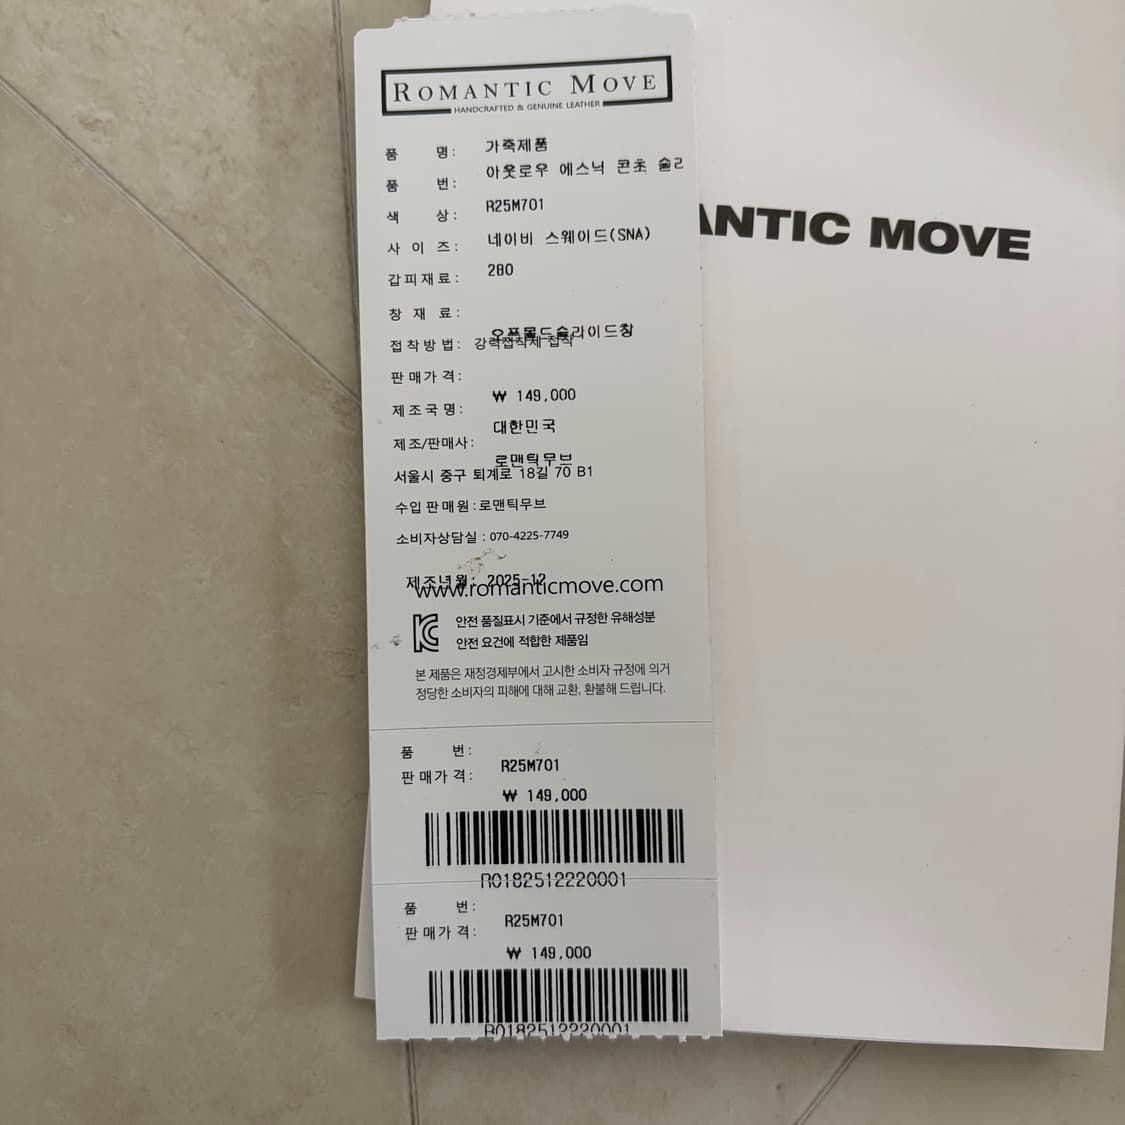 ROMANTIC MOVE
HANDCRAFTED & GENUINE LEATHER
품 명: 가죽제품
품 번: 아웃로우 에스닉 콘초 슬리
색 상: R25M701
사 이 즈: 네이비 스웨이드(SNA)
갑피재료: 280
창 재 료:
오픈몰드슬라이드창
접착방법: 강력접착제 접착
판매가격:
₩ 149,000
제조국명:
대한민국
제조/판매사:
로맨틱무브
서울시 중구 퇴계로 18길 70 B1
수입판매원:로맨틱무브
소비자상담실 : 070-4225-7749
제조년월: 2025-12
www.romanticmove.com
안전 품질표시 기준에서 규정한 유해성분
안전 요건에 적합한 제품임
본 제품은 재정경제부에서 고시한 소비자 규정에 의거
정당한 소비자의 피해에 대해 교환, 환불해 드립니다.
품 번: R25M701
판매가격:
₩ 149,000
R0182512220001
품 번: R25M701
판매가격:
₩ 149,000
R0182512220001
ANTIC MOVE